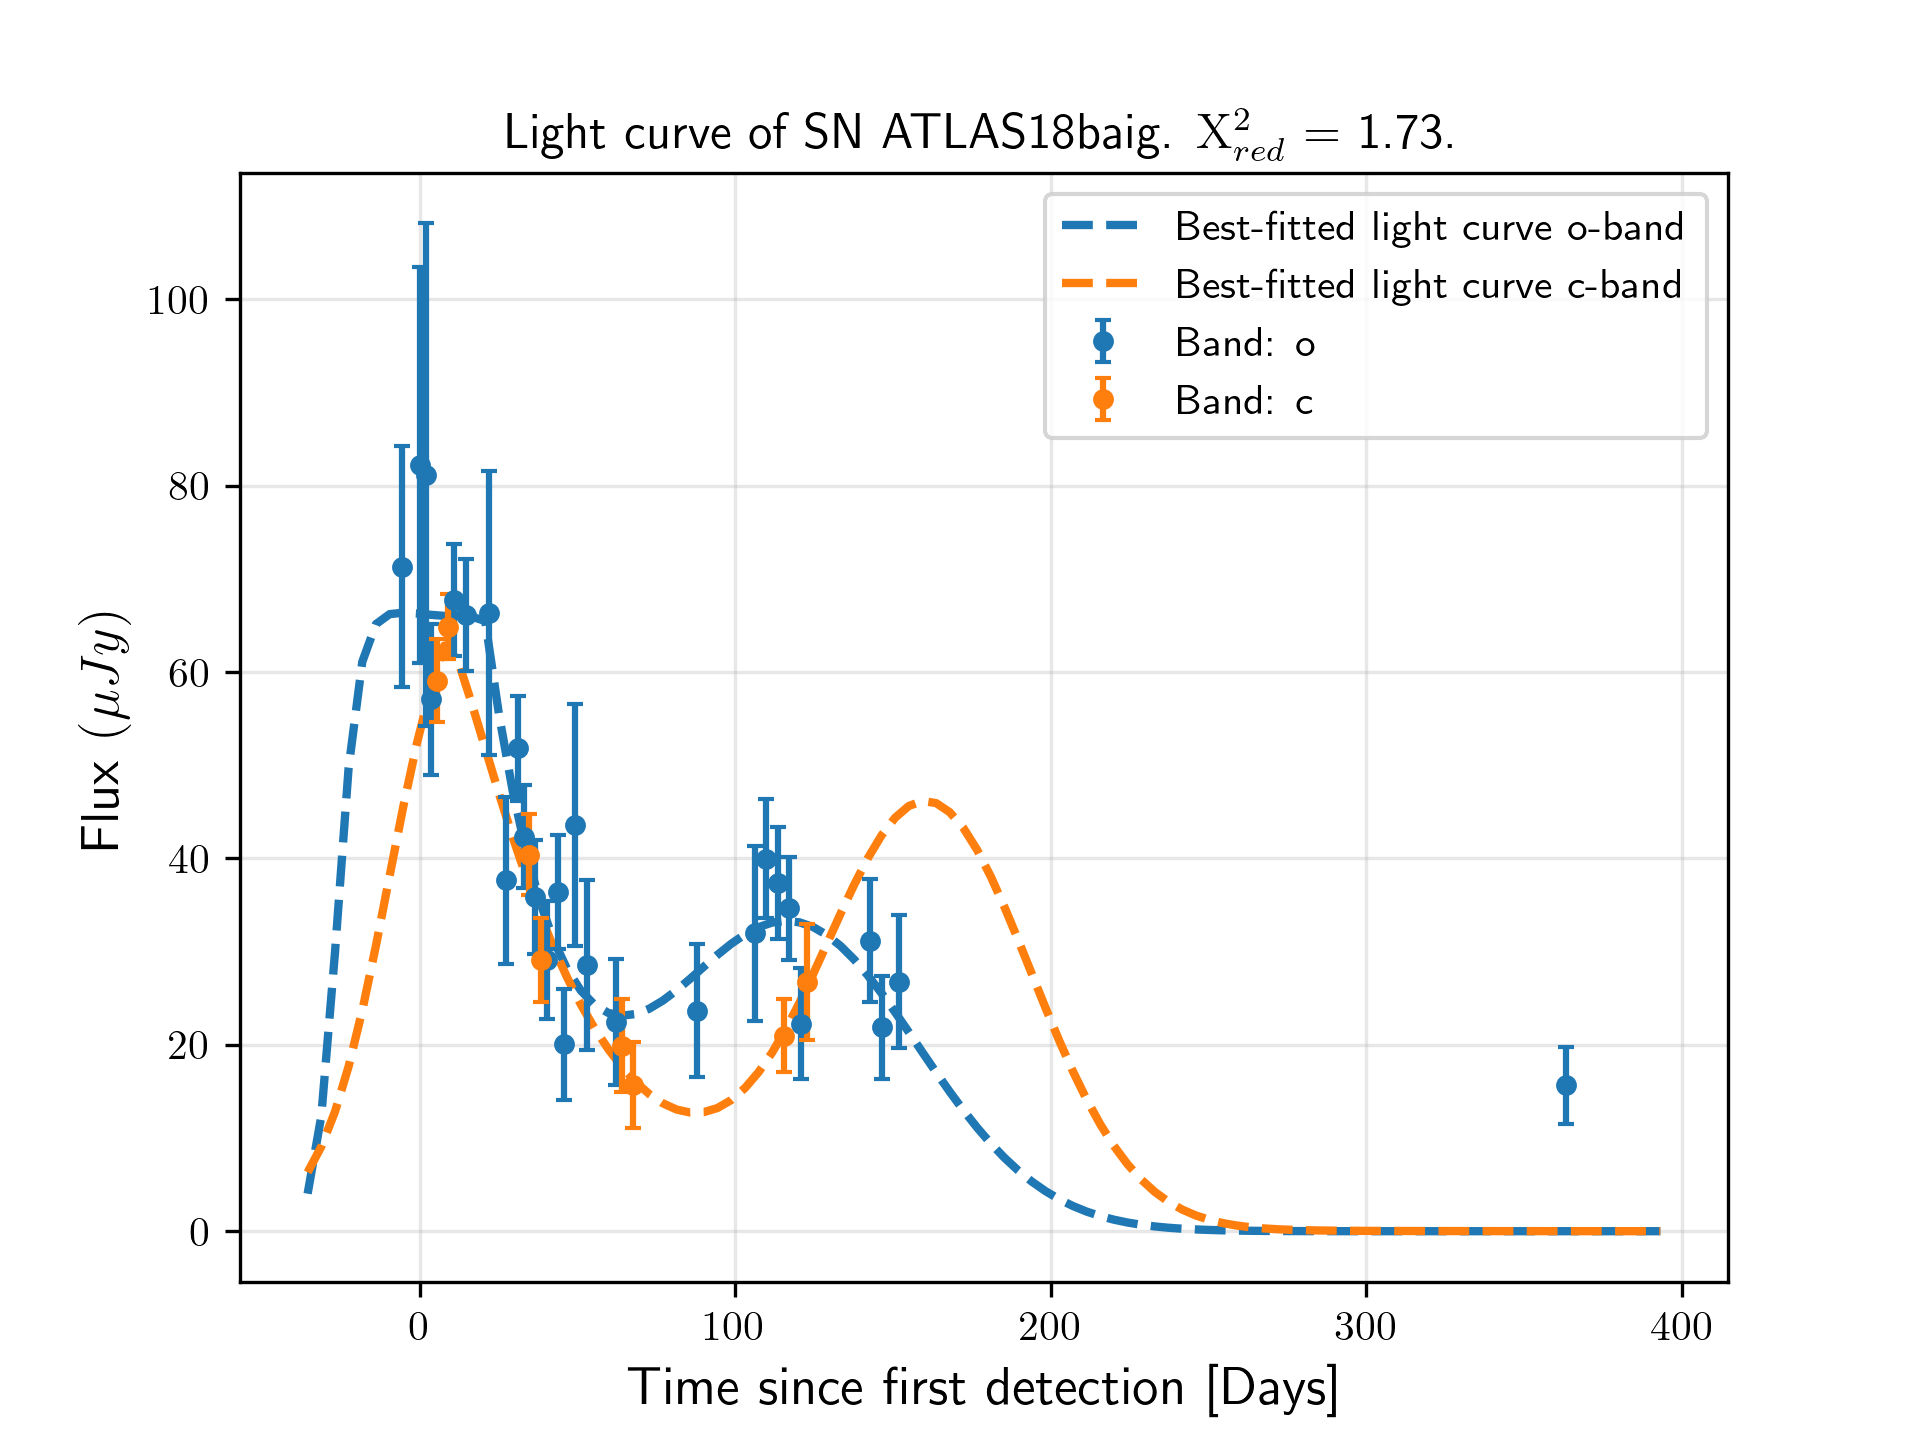 Light curve of SN ATLAS18baig. Χ²red = 1.73.
Best-fitted light curve o-band
Best-fitted light curve c-band
Band: o
Band: c
Flux (μJy)
100
80
60
40
20
0
0 100 200 300 400
Time since first detection [Days]